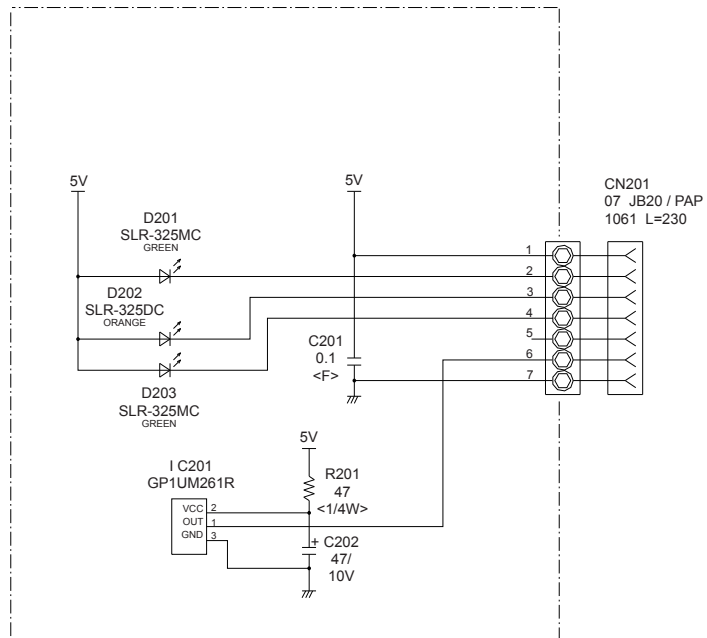 5V
D201
SLR-325MC
GREEN
D202
SLR-325DC
ORANGE
D203
SLR-325MC
GREEN
5V
C201
0.1
<F>
1
2
3
4
5
6
7
CN201
07 JB20 / PAP
1061 L=230
I C201
GP1UM261R
VCC 2
OUT 1
GND 3
5V
R201
47
<1/4W>
+ C202
47/
10V